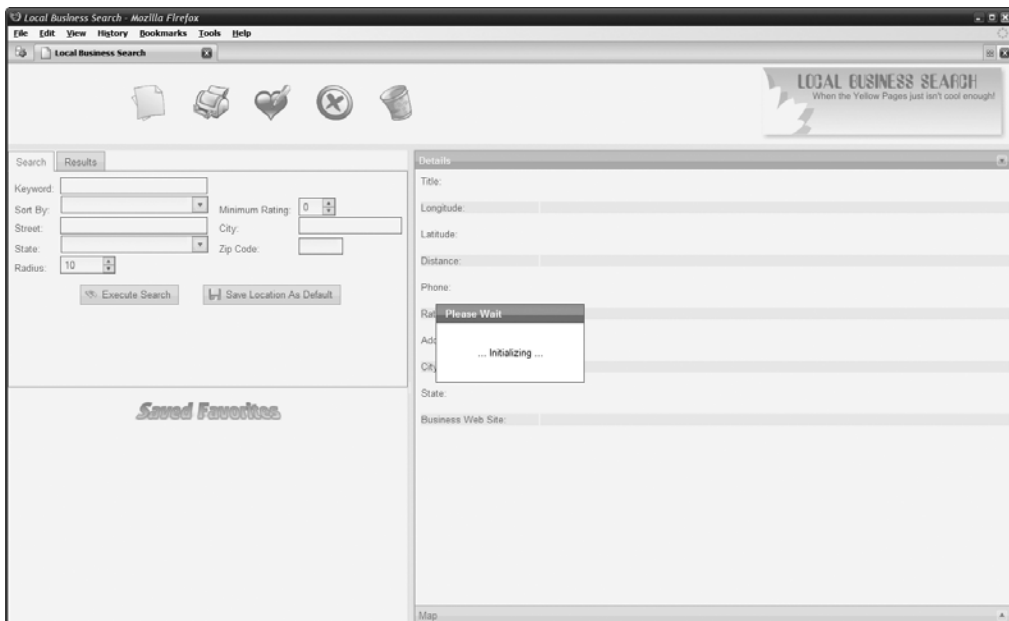 Local Business Search - Mozilla Firefox
File Edit View History Bookmarks Tools Help
Local Business Search
LOCAL BUSINESS SEARCH
When the Yellow Pages just isn't cool enough!
Search Results
Keyword:
Sort By: Minimum Rating: 0
Street: City:
State: Zip Code:
Radius: 10
Execute Search Save Location As Default
Saved Favorites
Details
Title:
Longitude:
Latitude:
Distance:
Phone:
Rat
Please Wait
Add
... Initializing ...
City
State:
Business Web Site:
Map